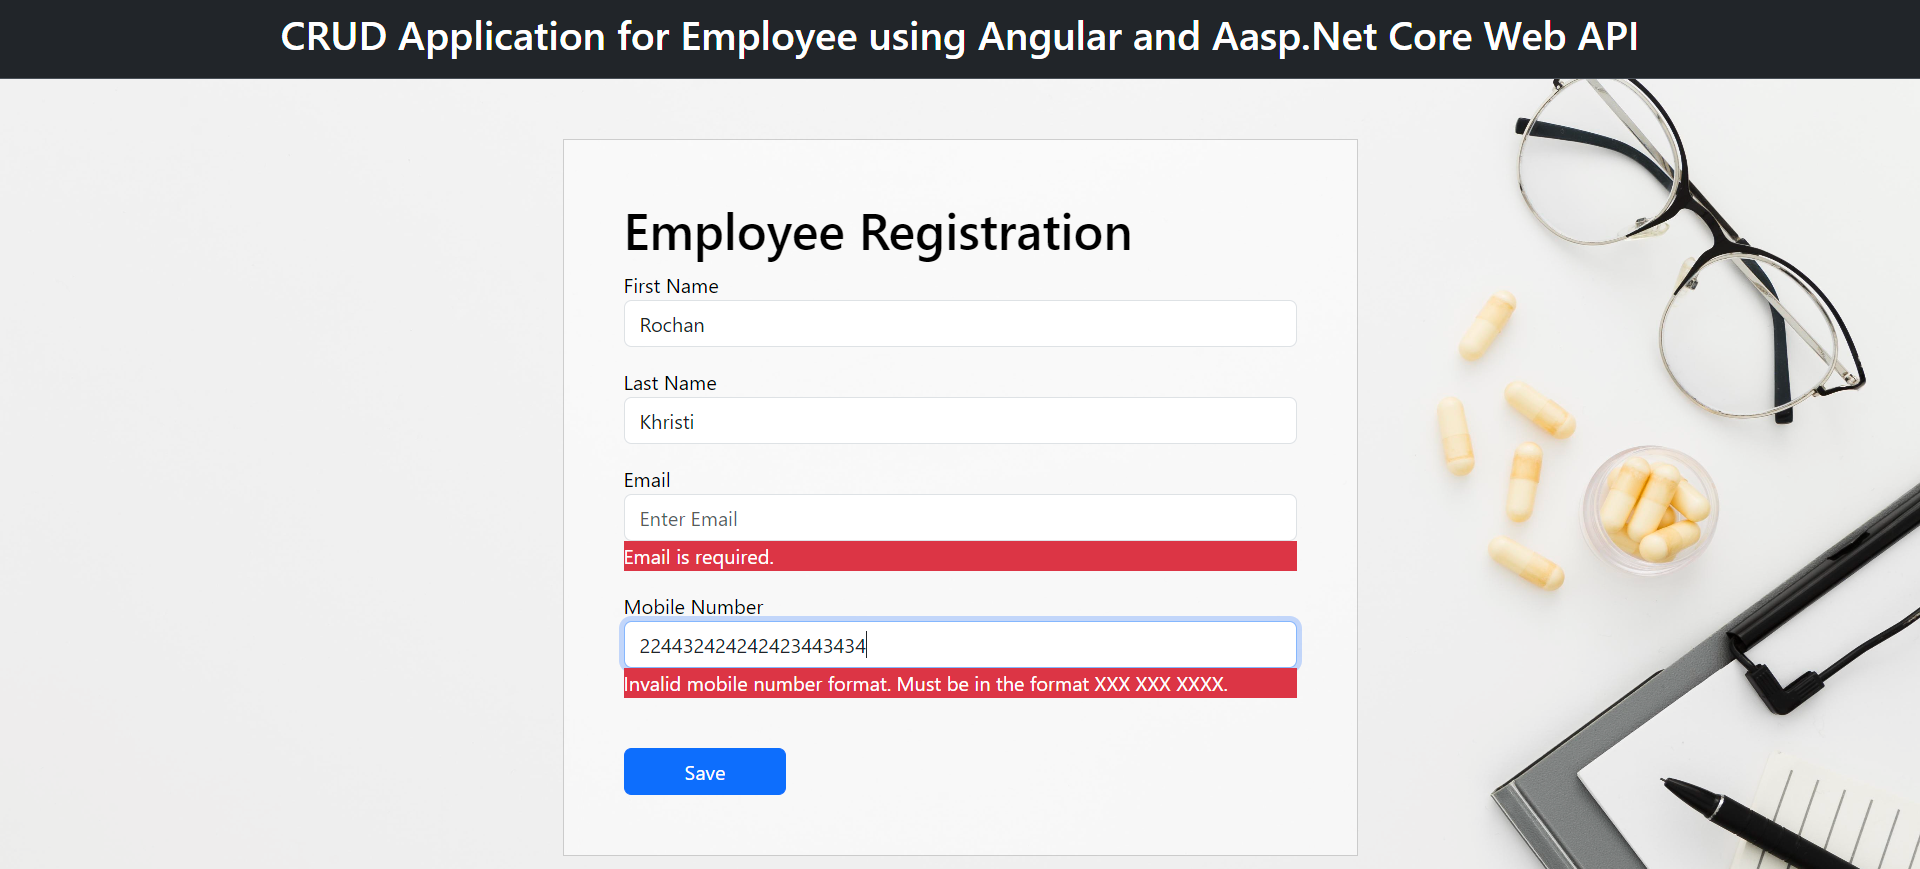 CRUD Application for Employee using Angular and Aasp.Net Core Web API
Employee Registration
First Name
Rochan
Last Name
Khristi
Email
Enter Email
Email is required.
Mobile Number
224432424242423443434
Invalid mobile number format. Must be in the format XXX XXX XXXX.
Save